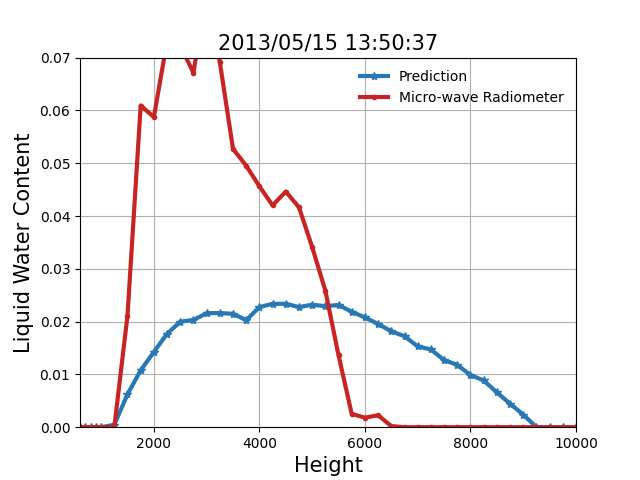 2013/05/15 13:50:37
0.07
0.06
0.05
0.04
0.03
0.02
0.01
0.00
Liquid Water Content
Prediction
Micro-wave Radiometer
2000 4000 6000 8000 10000
Height